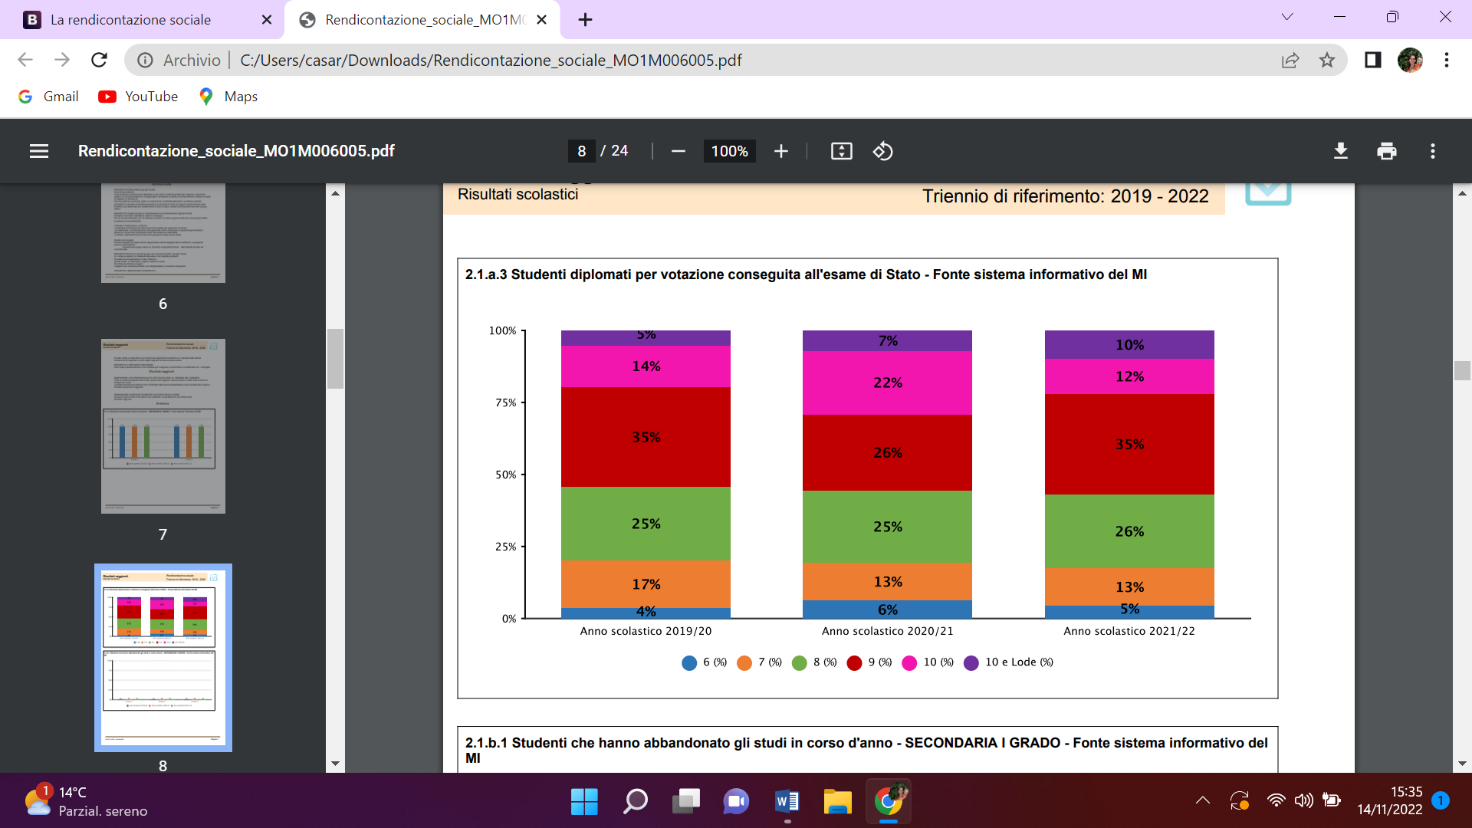 La rendicontazione sociale
Rendicontazione_sociale_MO1M0
Archivio
C:/Users/casar/Downloads/Rendicontazione_sociale_MO1M006005.pdf
Gmail
YouTube
Maps
Rendicontazione_sociale_MO1M006005.pdf
8 / 24
100%
6
7
8
Risultati scolastici
Triennio di riferimento: 2019 - 2022
2.1.a.3 Studenti diplomati per votazione conseguita all'esame di Stato - Fonte sistema informativo del MI
100%
75%
50%
25%
0%
5%
14%
35%
25%
17%
4%
7%
22%
26%
25%
13%
6%
10%
12%
35%
26%
13%
5%
Anno scolastico 2019/20
Anno scolastico 2020/21
Anno scolastico 2021/22
6 (%)
7 (%)
8 (%)
9 (%)
10 (%)
10 e Lode (%)
2.1.b.1 Studenti che hanno abbandonato gli studi in corso d'anno - SECONDARIA I GRADO - Fonte sistema informativo del
MI
1
14°C
Parzial. sereno
15:35
14/11/2022
1